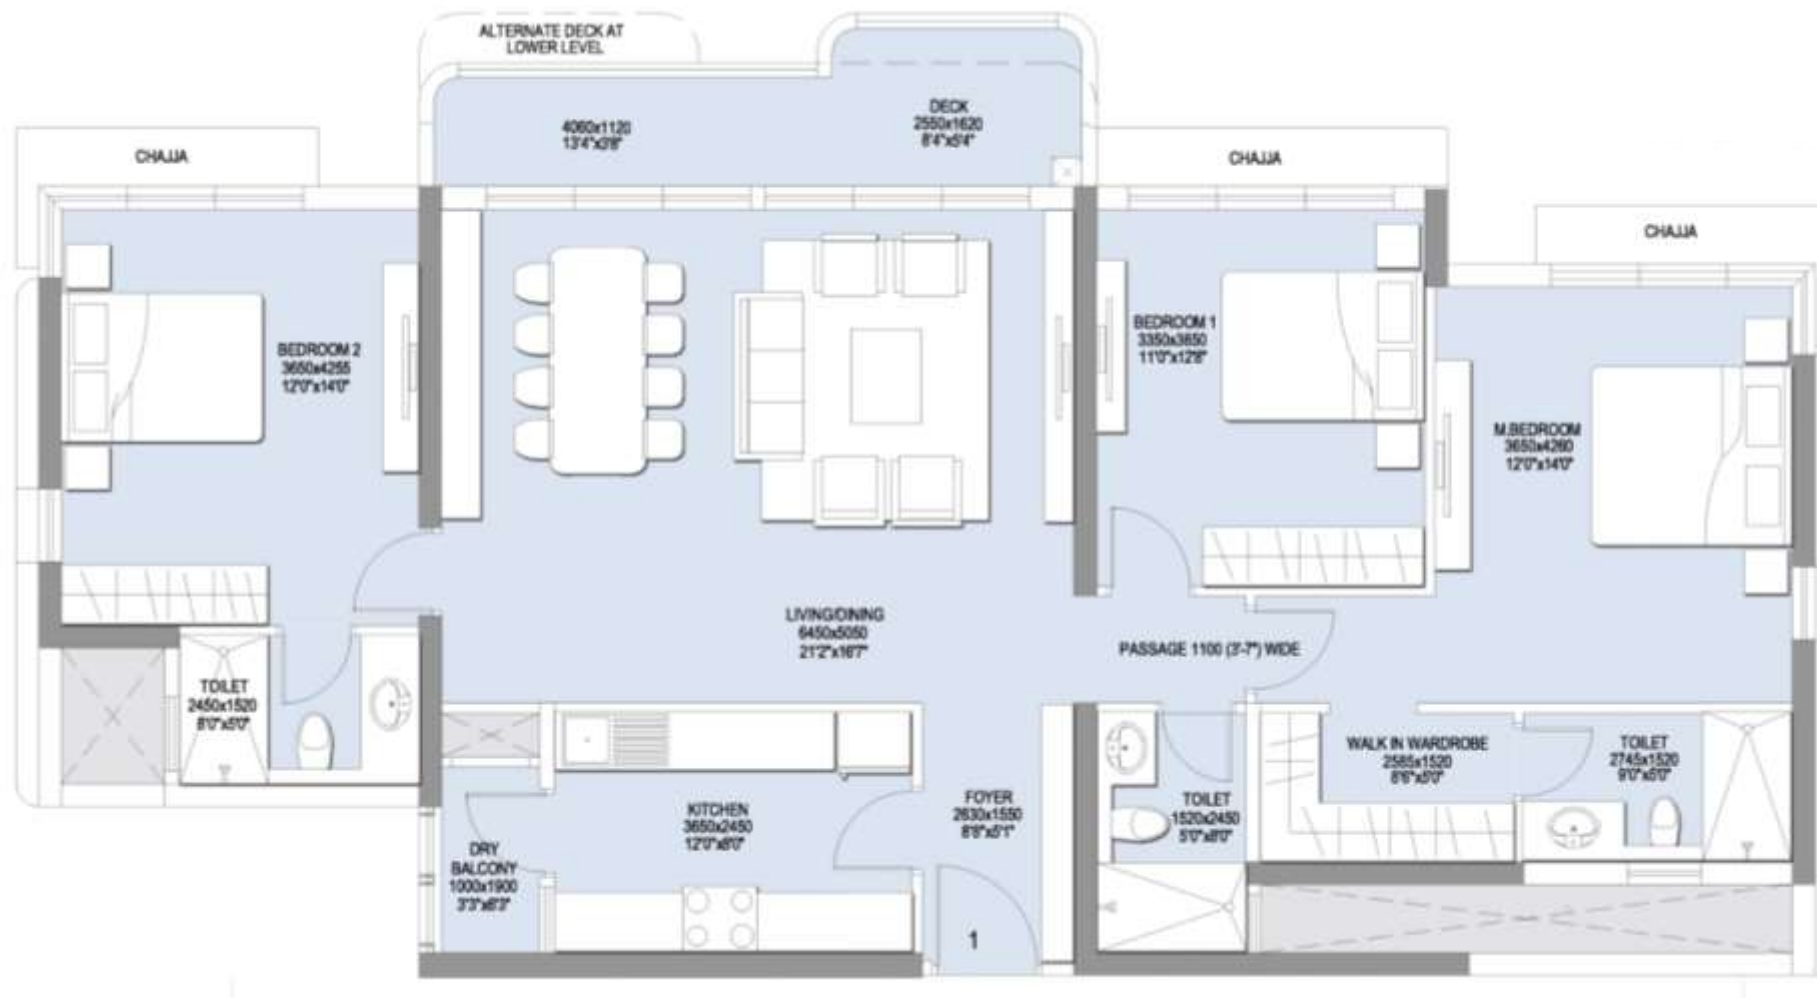 ALTERNATE DECK AT
LOWER LEVEL
4060x1120
13'4"x3'8"
DECK
2550x1620
8'4"x5'4"
CHAJJA
CHAJJA
CHAJJA
BEDROOM 2
3650x4255
12'0"x14'0"
BEDROOM 1
3350x3850
11'0"x12'8"
M.BEDROOM
3650x4260
12'0"x14'0"
LIVING/DINING
6450x5050
21'2"x16'7"
PASSAGE 1100 (3'-7") WIDE
TOILET
2450x1520
8'0"x5'0"
KITCHEN
3650x2450
12'0"x8'0"
DRY
BALCONY
1000x1900
3'3"x6'3"
FOYER
2630x1550
8'8"x5'1"
1
TOILET
1520x2450
5'0"x8'0"
WALK IN WARDROBE
2585x1520
8'6"x5'0"
TOILET
2745x1520
9'0"x5'0"